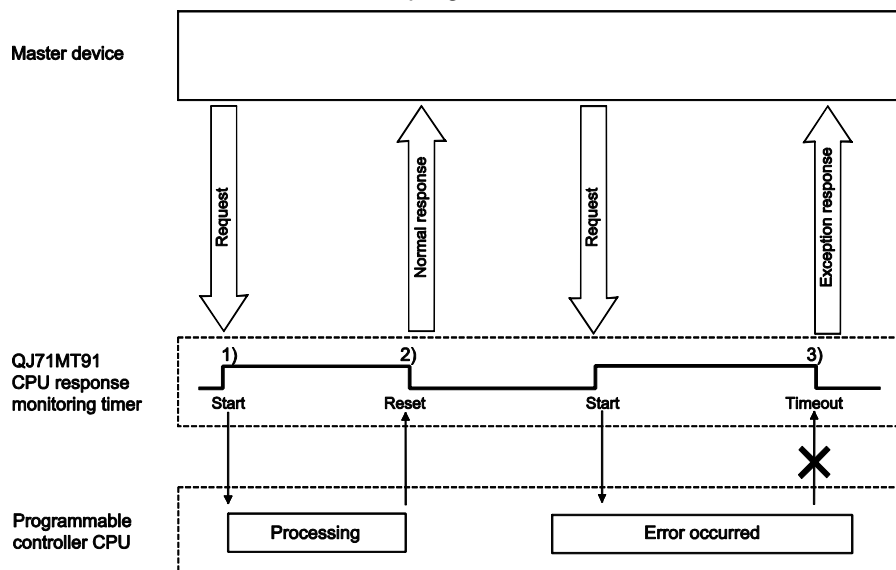 Master device
Request
Normal response
Request
Exception response
QJ71MT91
CPU response
monitoring timer
1)
2)
3)
Start
Reset
Start
Timeout
Programmable
controller CPU
Processing
Error occurred